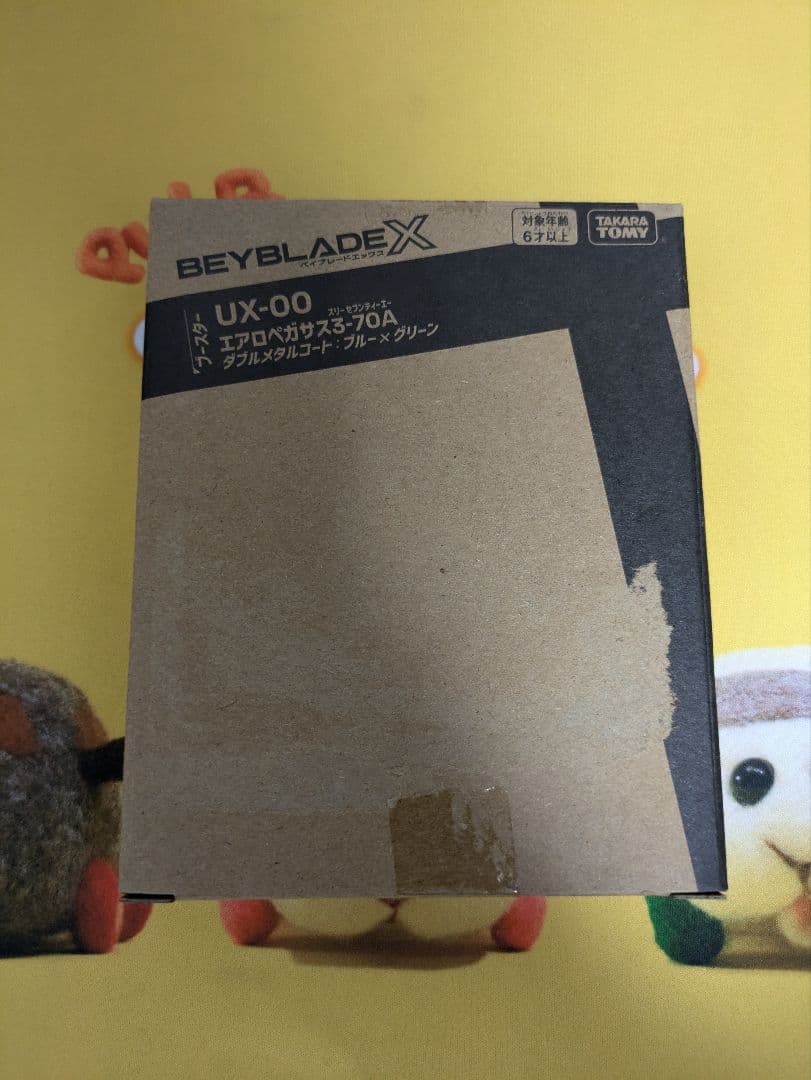 BEYBLADE X
ベイブレードエックス
対象年齢
6才以上
TAKARA
TOMY
ブースター
UX-00
スリーセブンティーエー
エアロペガサス3-70A
ダブルメタルコート：ブルー×グリーン